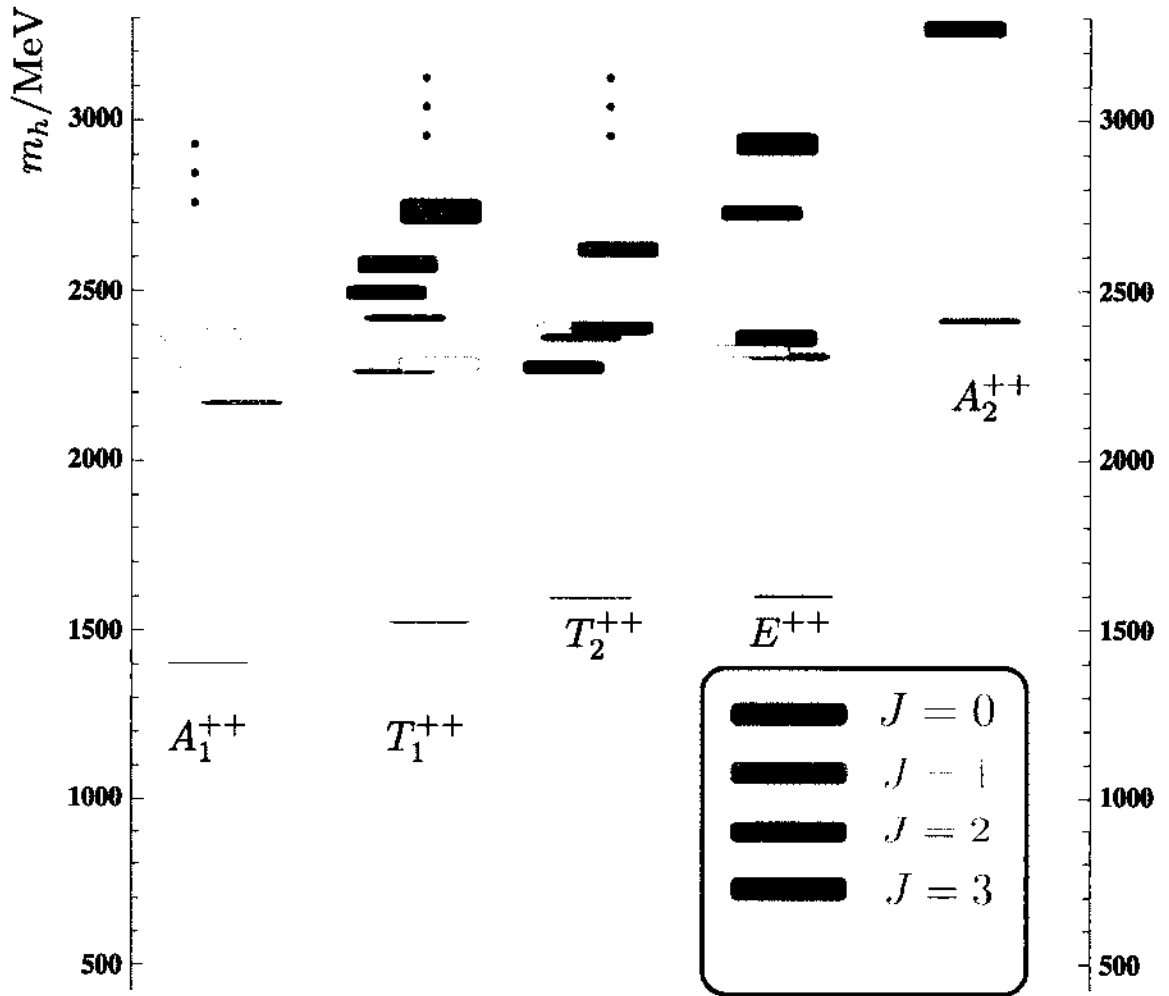 m_h/MeV
3000
3000
2500
2500
A_2^{++}
2000
2000
T_2^{++}
E^{++}
1500
1500
J = 0
A_1^{++}
T_1^{++}
J = 1
1000
1000
J = 2
J = 3
500
500